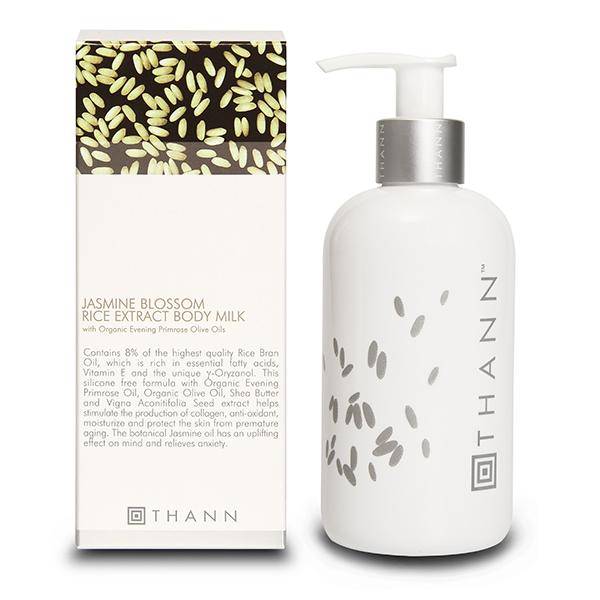 JASMINE BLOSSOM
RICE EXTRACT BODY MILK
with Organic Evening Primrose Olive Oils
Contains 8% of the highest quality Rice Bran
Oil, which is rich in essential fatty acids,
Vitamin E and the unique γ-Oryzanol. This
silicone free formula with Organic Evening
Primrose Oil, Organic Olive Oil, Shea Butter
and Vigna Aconitifolia Seed extract helps
stimulate the production of collagen, anti-oxidant,
moisturize and protect the skin from premature
aging. The botanical Jasmine oil has an uplifting
effect on mind and relieves anxiety.
THANN
THANN
THANN™